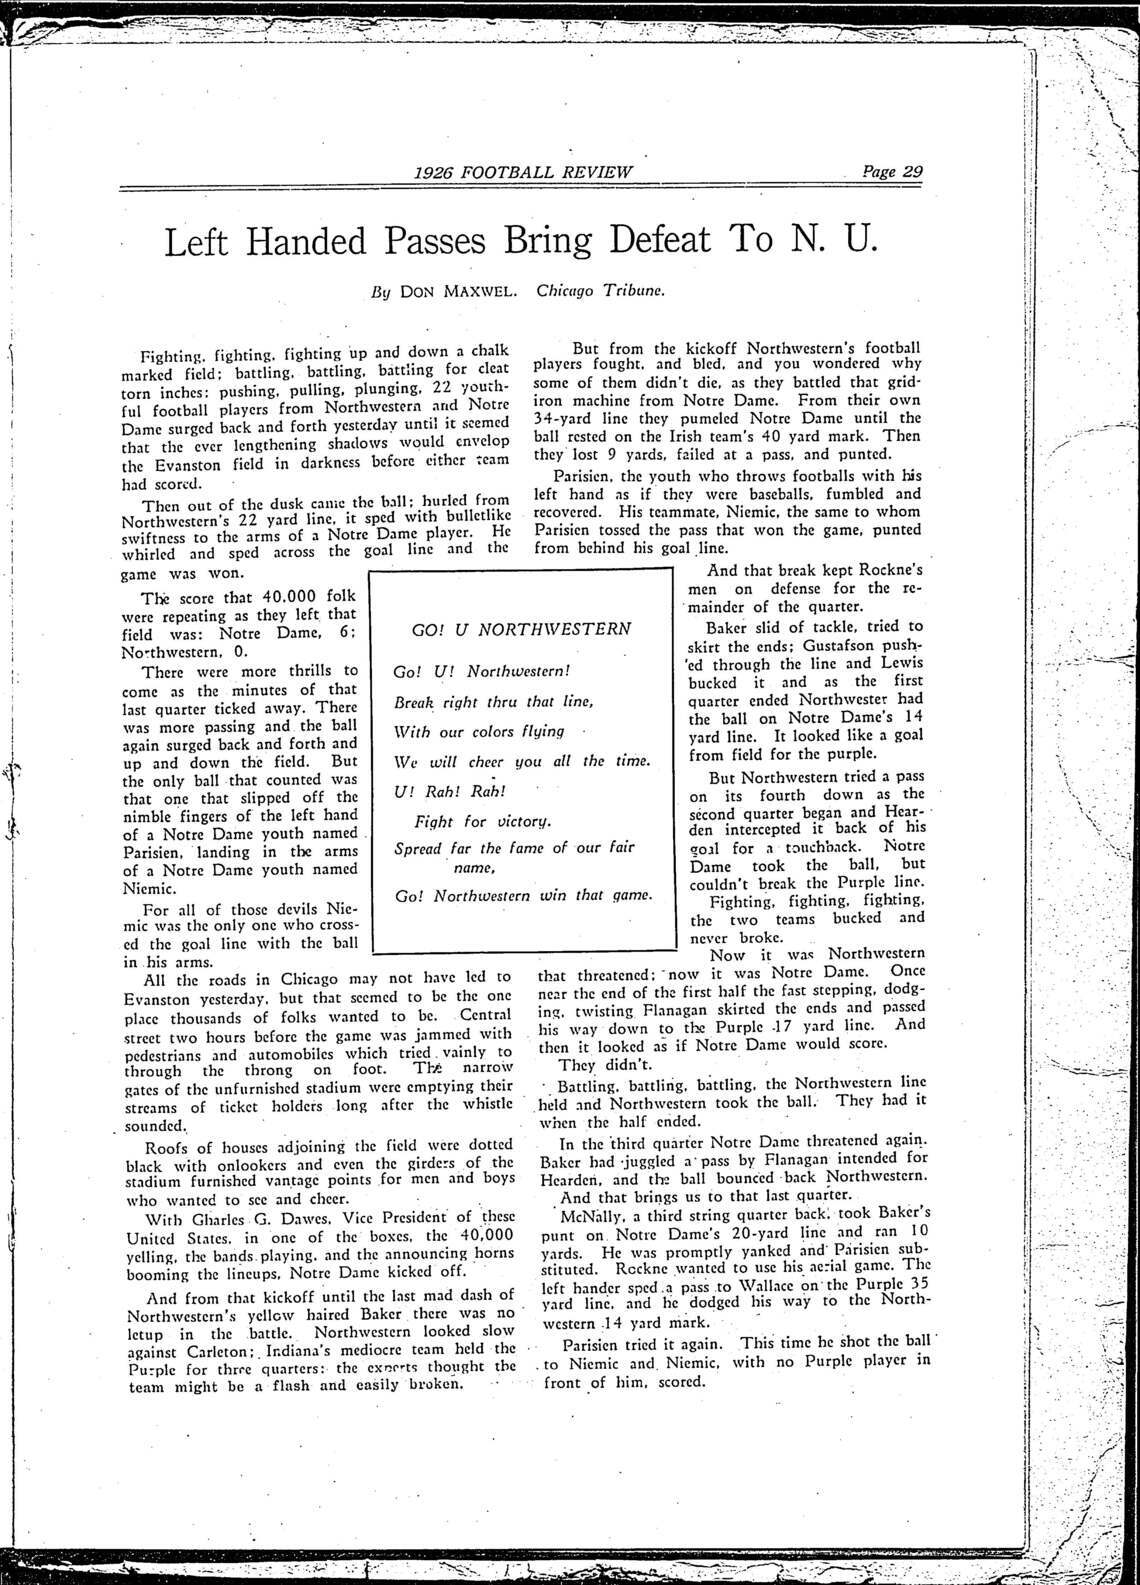 1926 FOOTBALL REVIEW Page 29
Left Handed Passes Bring Defeat To N. U.
By DON MAXWEL. Chicago Tribune.
Fighting, fighting, fighting up and down a chalk
marked field; battling, battling, battling for cleat
torn inches; pushing, pulling, plunging, 22 youth-
ful football players from Northwestern and Notre
Dame surged back and forth yesterday until it seemed
that the ever lengthening shadows would envelop
the Evanston field in darkness before either team
had scored.
Then out of the dusk came the ball; hurled from
Northwestern's 22 yard line, it sped with bulletlike
swiftness to the arms of a Notre Dame player. He
whirled and sped across the goal line and the
game was won.
The score that 40,000 folk
were repeating as they left that
field was: Notre Dame, 6;
Northwestern, 0.
There were more thrills to
come as the minutes of that
last quarter ticked away. There
was more passing and the ball
again surged back and forth and
up and down the field. But
the only ball that counted was
that one that slipped off the
nimble fingers of the left hand
of a Notre Dame youth named
Parisien, landing in the arms
of a Notre Dame youth named
Niemic.
For all of those devils Nie-
mic was the only one who cross-
ed the goal line with the ball
in his arms.
All the roads in Chicago may not have led to
Evanston yesterday, but that seemed to be the one
place thousands of folks wanted to be. Central
street two hours before the game was jammed with
pedestrians and automobiles which tried vainly to
through the throng on foot. The narrow
gates of the unfurnished stadium were emptying their
streams of ticket holders long after the whistle
sounded.
Roofs of houses adjoining the field were dotted
black with onlookers and even the girders of the
stadium furnished vantage points for men and boys
who wanted to see and cheer.
With Gharles G. Dawes, Vice President of these
United States, in one of the boxes, the 40,000
yelling, the bands playing, and the announcing horns
booming the lineups, Notre Dame kicked off.
And from that kickoff until the last mad dash of
Northwestern's yellow haired Baker there was no
letup in the battle. Northwestern looked slow
against Carleton; Indiana's mediocre team held the
Purple for three quarters; the experts thought the
team might be a flash and easily broken.
GO! U NORTHWESTERN
Go! U! Northwestern!
Break right thru that line,
With our colors flying
We will cheer you all the time.
U! Rah! Rah!
Fight for victory.
Spread far the fame of our fair
name,
Go! Northwestern win that game.
But from the kickoff Northwestern's football
players fought, and bled, and you wondered why
some of them didn't die, as they battled that grid-
iron machine from Notre Dame. From their own
34-yard line they pumeled Notre Dame until the
ball rested on the Irish team's 40 yard mark. Then
they lost 9 yards, failed at a pass, and punted.
Parisien, the youth who throws footballs with his
left hand as if they were baseballs, fumbled and
recovered. His teammate, Niemic, the same to whom
Parisien tossed the pass that won the game, punted
from behind his goal line.
And that break kept Rockne's
men on defense for the re-
mainder of the quarter.
Baker slid of tackle, tried to
skirt the ends; Gustafson push-
ed through the line and Lewis
bucked it and as the first
quarter ended Northwester had
the ball on Notre Dame's 14
yard line. It looked like a goal
from field for the purple.
But Northwestern tried a pass
on its fourth down as the
second quarter began and Hear-
den intercepted it back of his
goal for a touchback. Notre
Dame took the ball, but
couldn't break the Purple line.
Fighting, fighting, fighting,
the two teams bucked and
never broke.
Now it was Northwestern
that threatened; now it was Notre Dame. Once
near the end of the first half the fast stepping, dodg-
ing, twisting Flanagan skirted the ends and passed
his way down to the Purple 17 yard line. And
then it looked as if Notre Dame would score.
They didn't.
Battling, battling, battling, the Northwestern line
held and Northwestern took the ball. They had it
when the half ended.
In the third quarter Notre Dame threatened again.
Baker had juggled a pass by Flanagan intended for
Hearden, and the ball bounced back Northwestern.
And that brings us to that last quarter.
McNally, a third string quarter back, took Baker's
punt on Notre Dame's 20-yard line and ran 10
yards. He was promptly yanked and Parisien sub-
stituted. Rockne wanted to use his aerial game. The
left hander sped a pass to Wallace on the Purple 35
yard line, and he dodged his way to the North-
western 14 yard mark.
Parisien tried it again. This time he shot the ball
to Niemic and Niemic, with no Purple player in
front of him, scored.